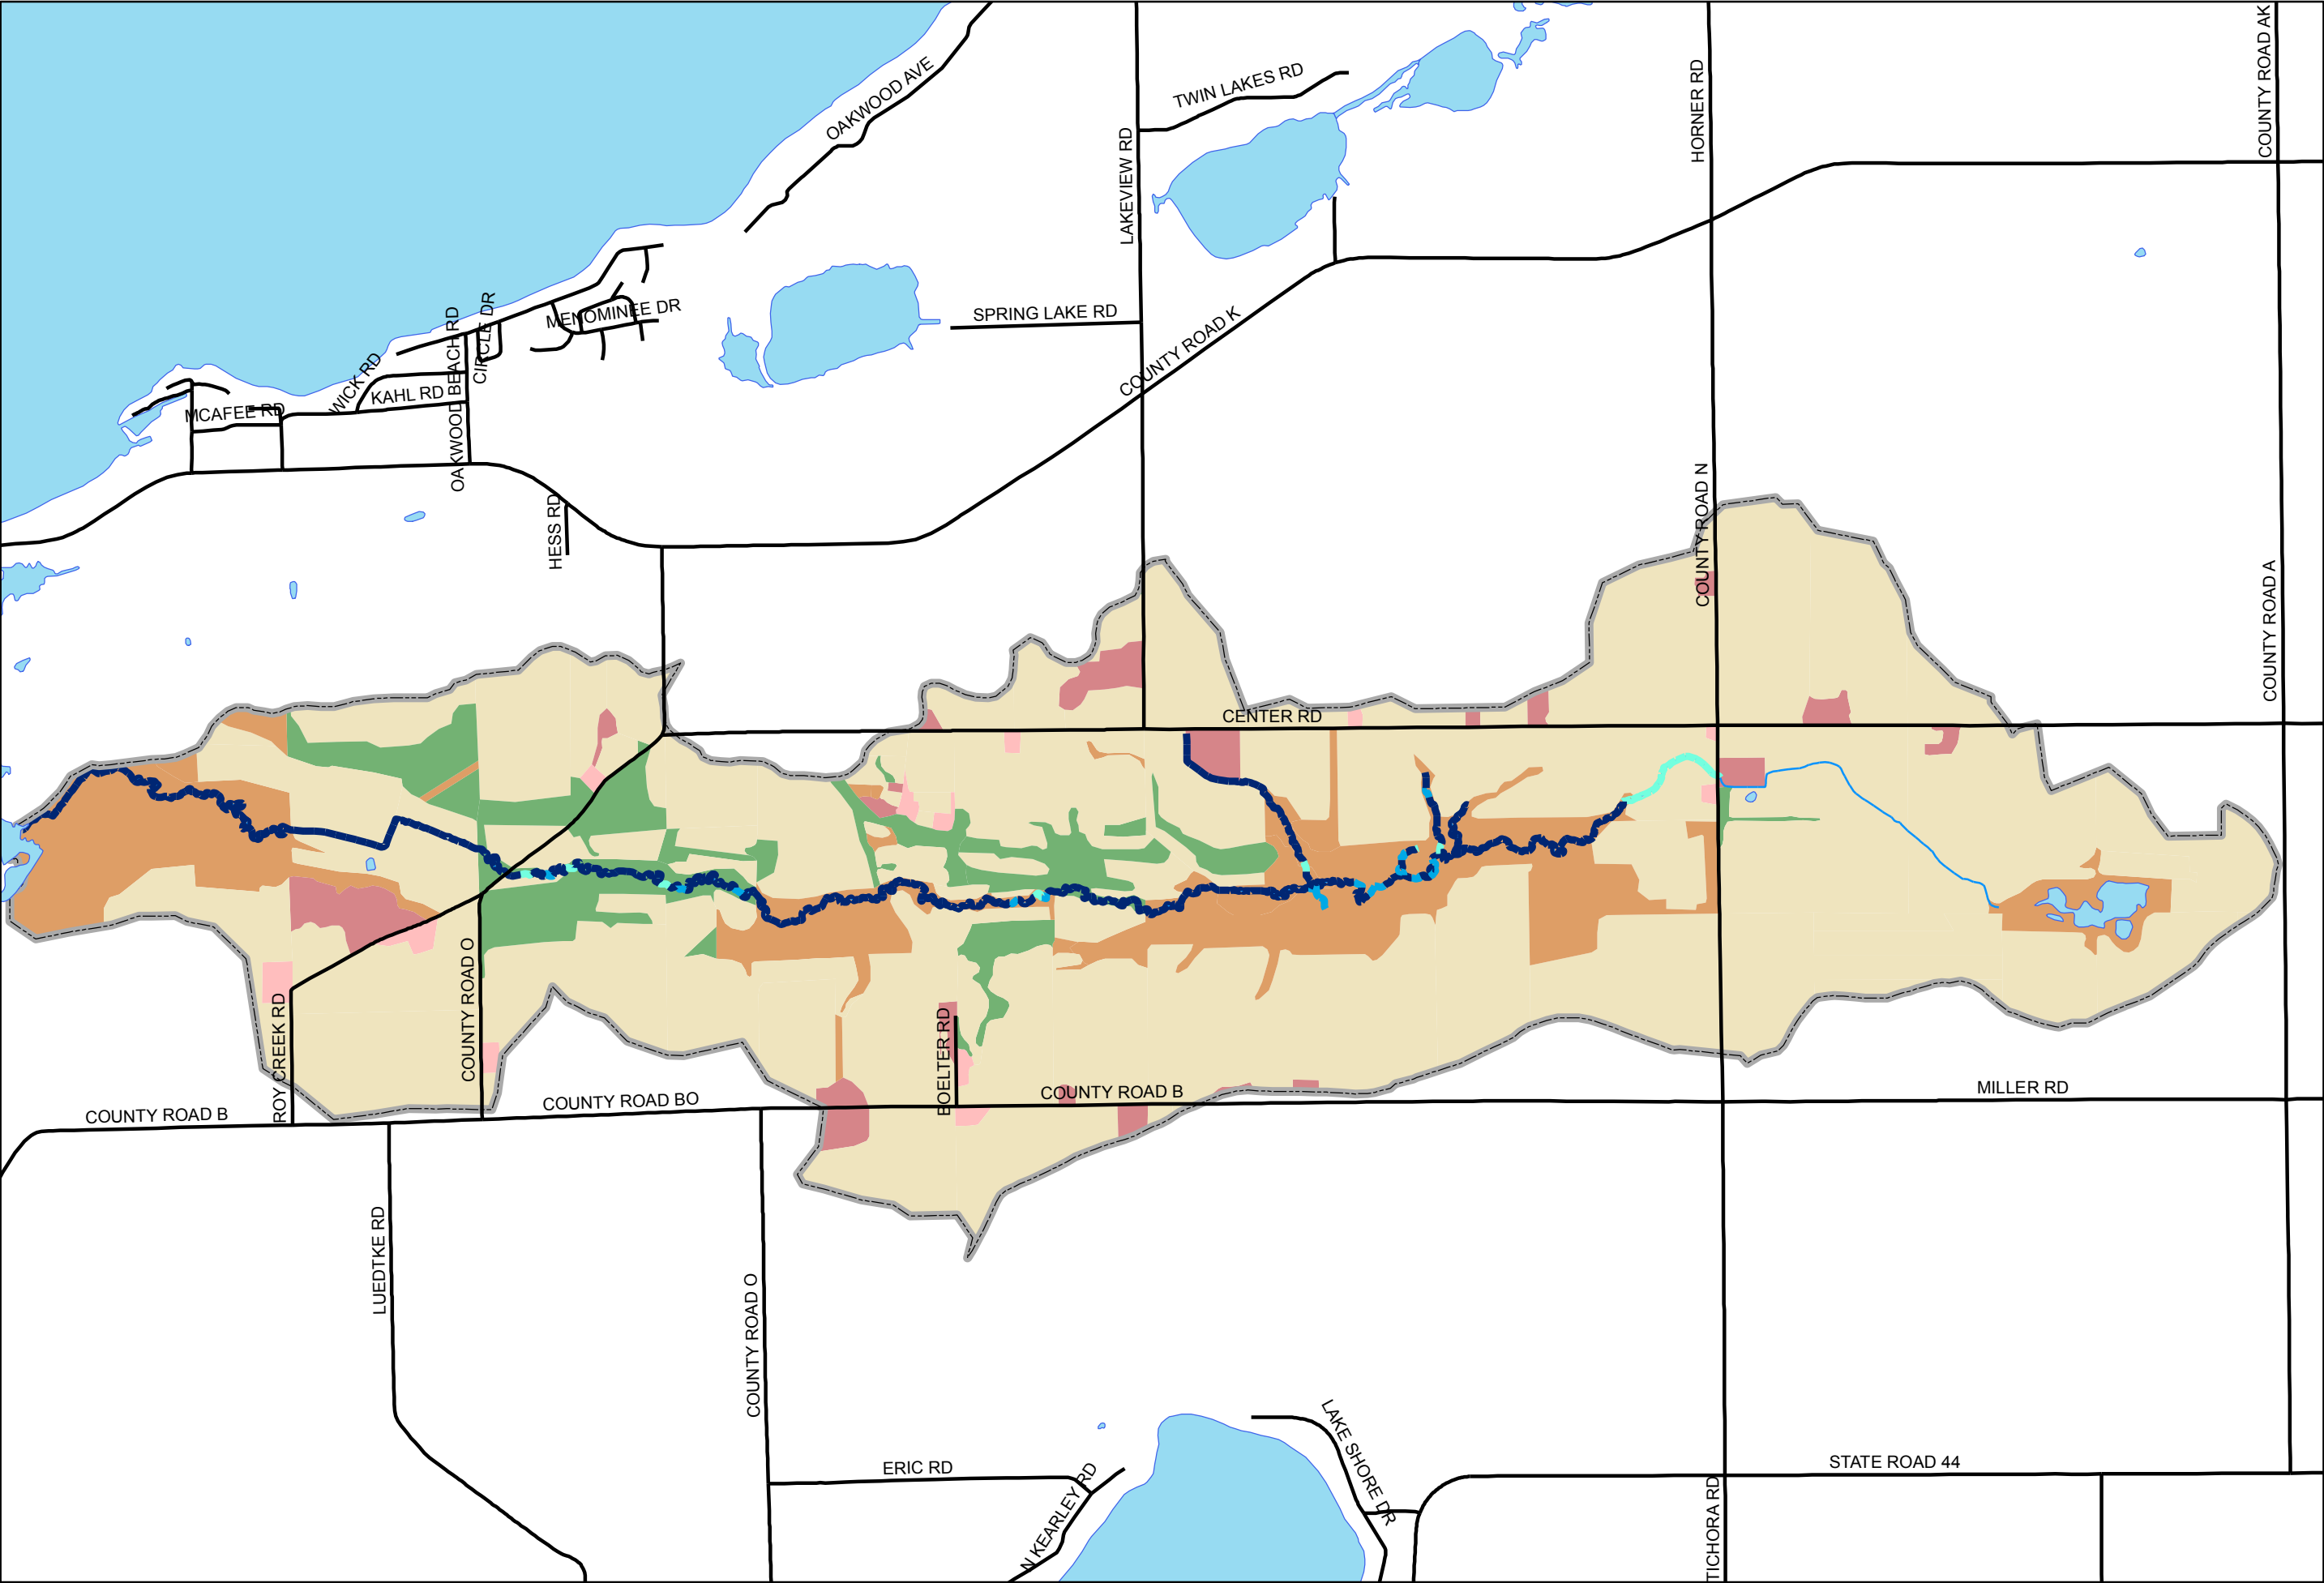 COUNTY ROAD AK
OAKWOOD AVE
TWIN LAKES RD
HORNER RD
LAKEVIEW RD
SPRING LAKE RD
COUNTY ROAD K
MENOMINEE DR
CIRCLE DR
OAKWOOD BEACH RD
WICK RD
KAHL RD
MCAFEE RD
HESS RD
COUNTY ROAD N
COUNTY ROAD A
CENTER RD
COUNTY ROAD O
ROY CREEK RD
BOELTER RD
COUNTY ROAD B
COUNTY ROAD BO
COUNTY ROAD B
MILLER RD
LUEDTKE RD
COUNTY ROAD O
ERIC RD
N KEARLEY RD
LAKE SHORE DR
STATE ROAD 44
TICHORA RD